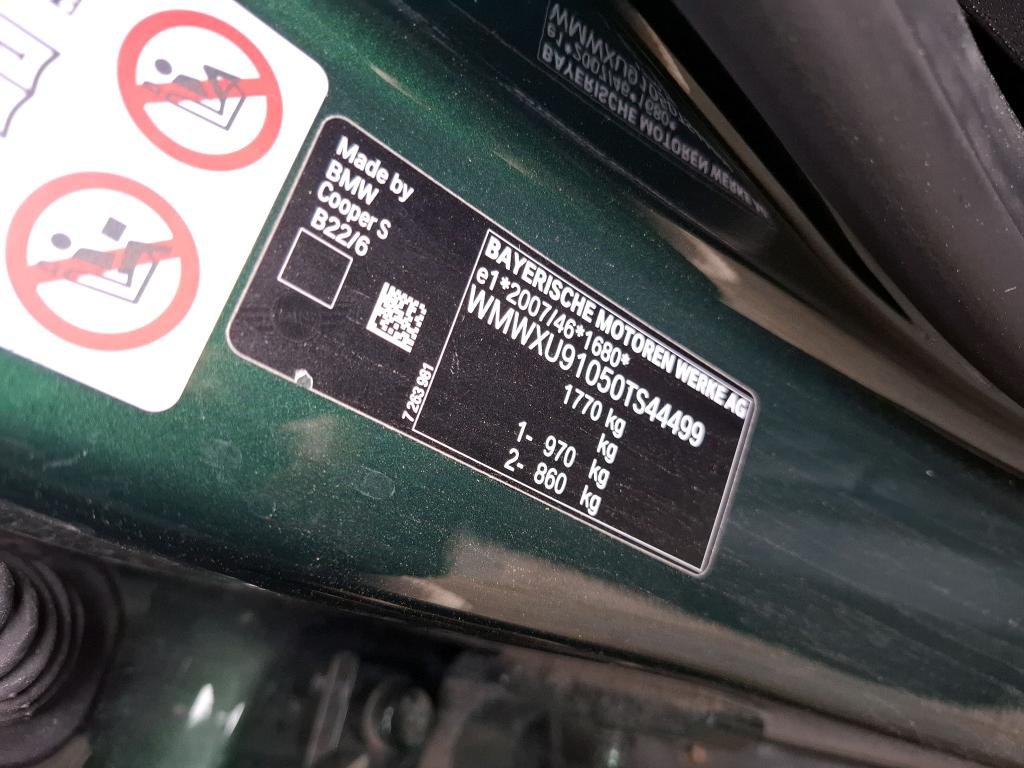 Made by
BMW
Cooper S
B22/6
7 263 981
BAYERISCHE MOTOREN WERKE AG
e1*2007/46*1680*
WMWXU91050TS44499
1770 kg
kg
1- 970 kg
2- 860 kg